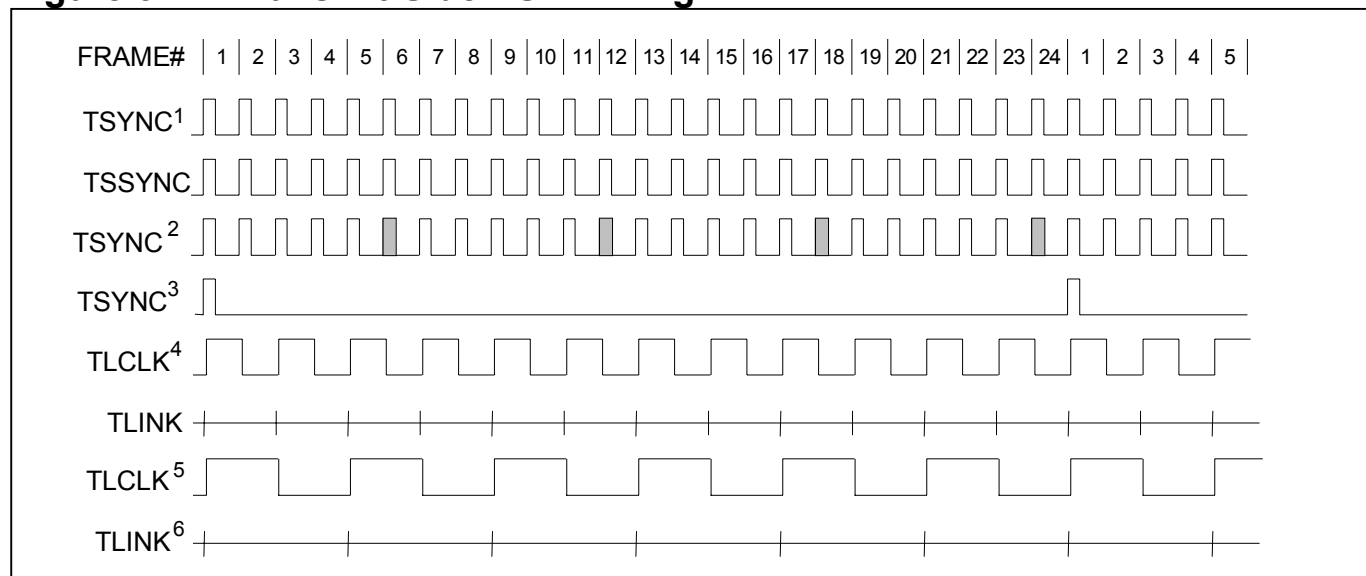 FRAME# 1 2 3 4 5 6 7 8 9 10 11 12 13 14 15 16 17 18 19 20 21 22 23 24 1 2 3 4 5
TSYNC1
TSSYNC
TSYNC2
TSYNC3
TLCLK4
TLINK
TLCLK5
TLINK6